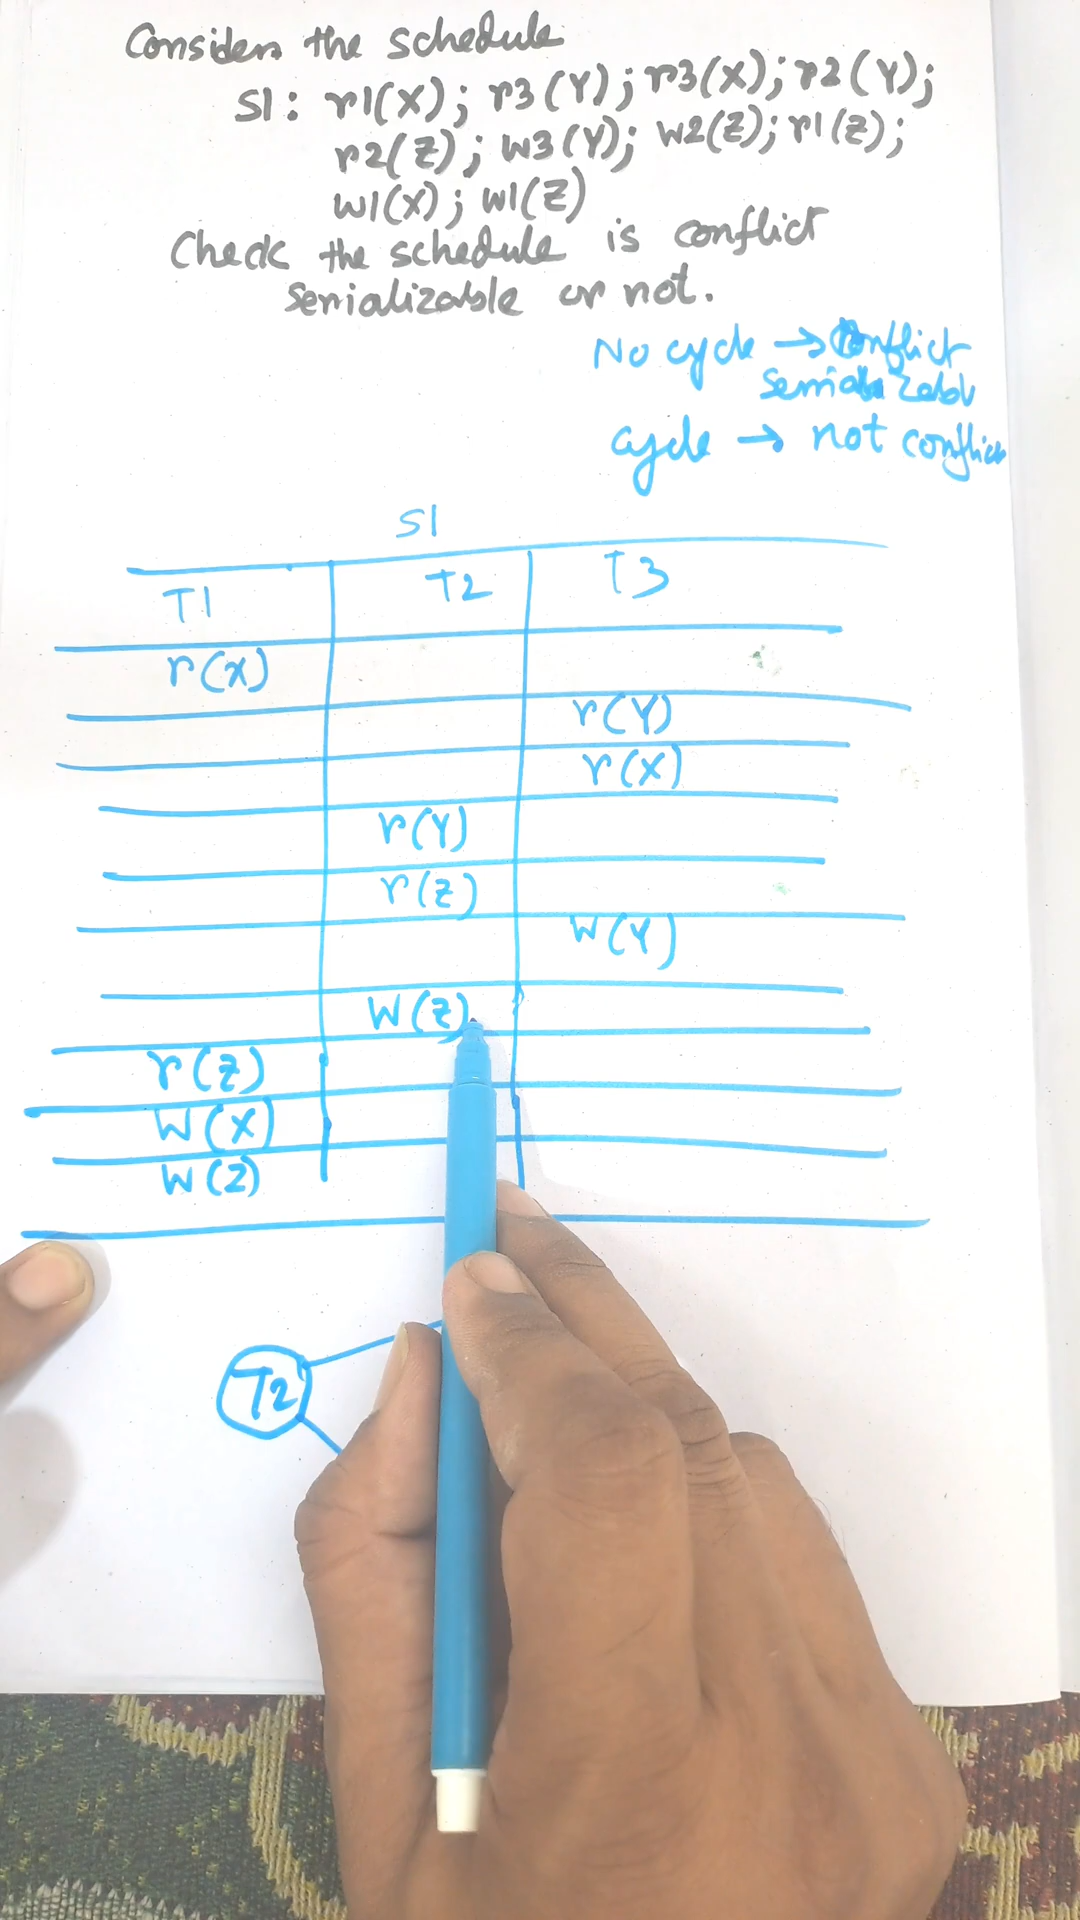 Consider the schedule
S1: r1(X); r3(Y); r3(X); r2(Y);
r2(Z); W3(Y); W2(Z); r1(Z);
W1(X); W1(Z)
Check the schedule is conflict
serializable or not.
No cycle → Conflict
serializable
cycle → not conflict
S1
T1 T2 T3
r(X)
r(Y)
r(X)
r(Y)
r(Z)
W(Y)
W(Z)
r(Z)
W(X)
W(Z)
T2